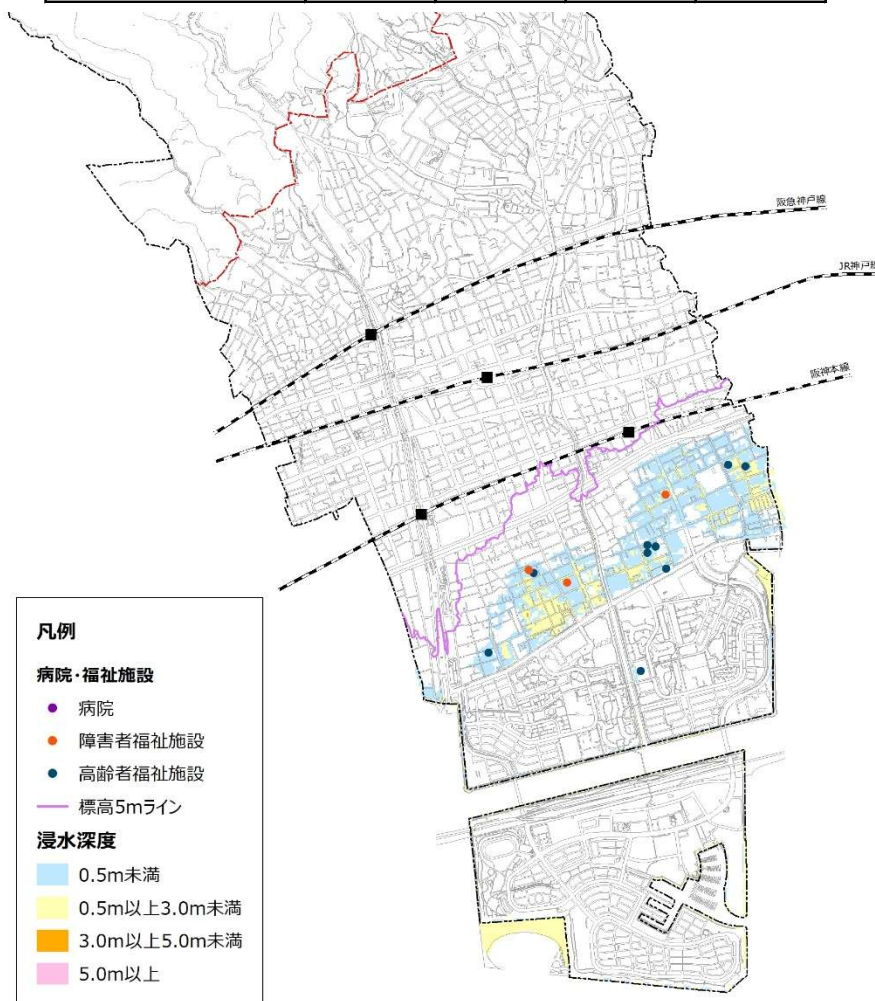 阪急神戸線
JR神戸線
阪神本線
凡例
病院・福祉施設
病院
障害者福祉施設
高齢者福祉施設
標高5mライン
浸水深度
0.5m未満
0.5m以上3.0m未満
3.0m以上5.0m未満
5.0m以上